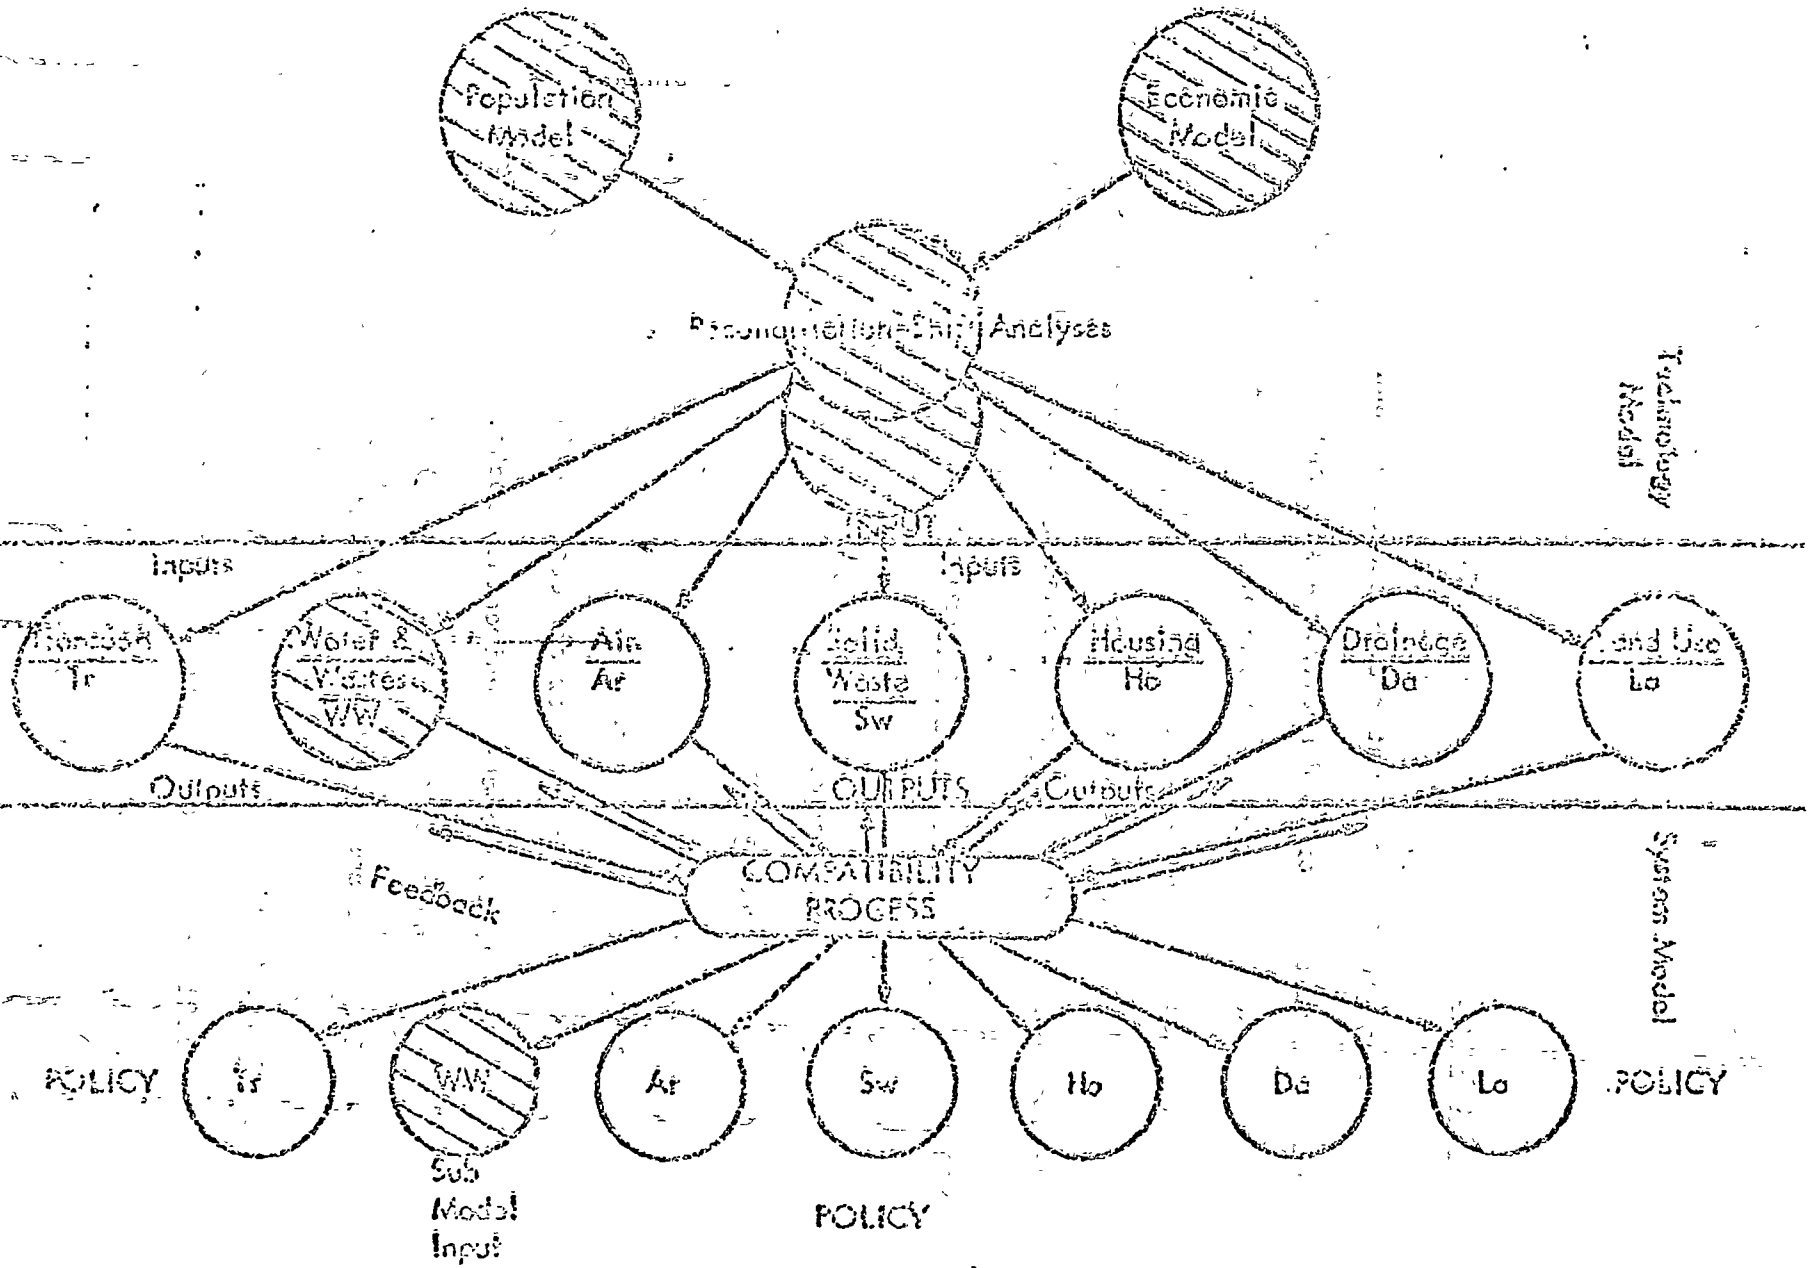 Population
Model
Economic
Model
Analyses
Technology
Model
INPUT
Inputs
Inputs
Water &
WW
Air
Ar
Solid
Waste
Sw
Housing
Ho
Drainage
Da
Land Use
La
Tr
Outputs
OUTPUTS
Outputs
Feedback
COMPATIBILITY
PROCESS
System Model
POLICY
Tr
WW
Ar
Sw
Ho
Da
La
POLICY
Sub
Model
Input
POLICY